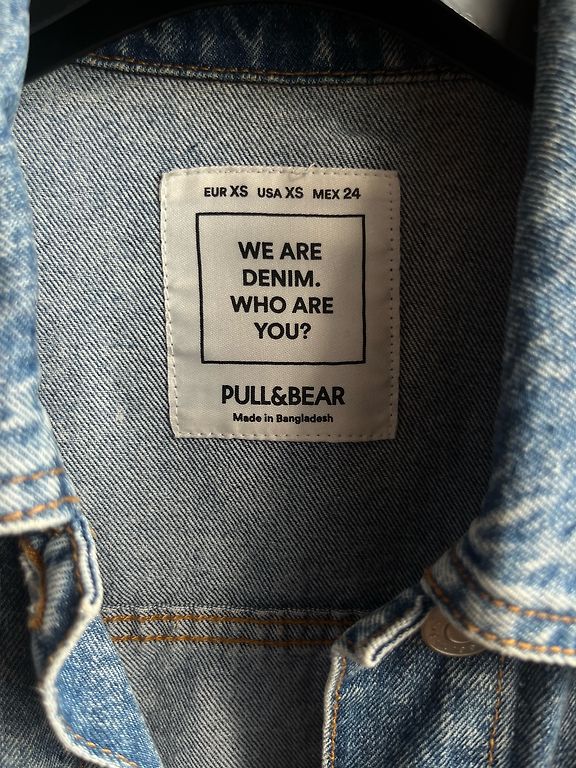 EUR XS USA XS MEX 24
WE ARE
DENIM.
WHO ARE
YOU?
PULL&BEAR
Made in Bangladesh